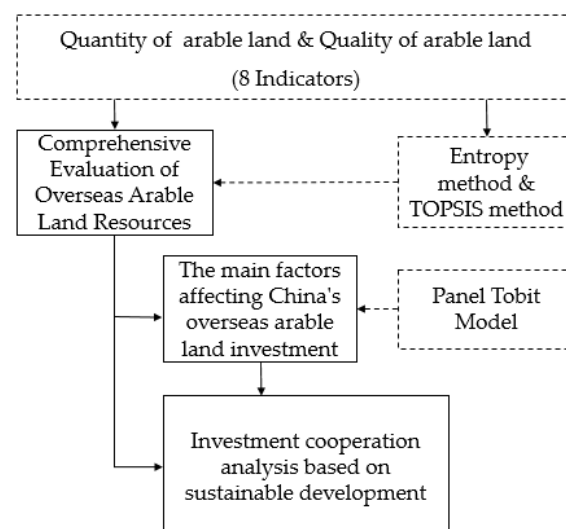 Quantity of arable land & Quality of arable land
(8 Indicators)
Comprehensive
Evaluation of
Overseas Arable
Land Resources
Entropy
method &
TOPSIS method
The main factors
affecting China's
overseas arable
land investment
Panel Tobit
Model
Investment cooperation
analysis based on
sustainable development